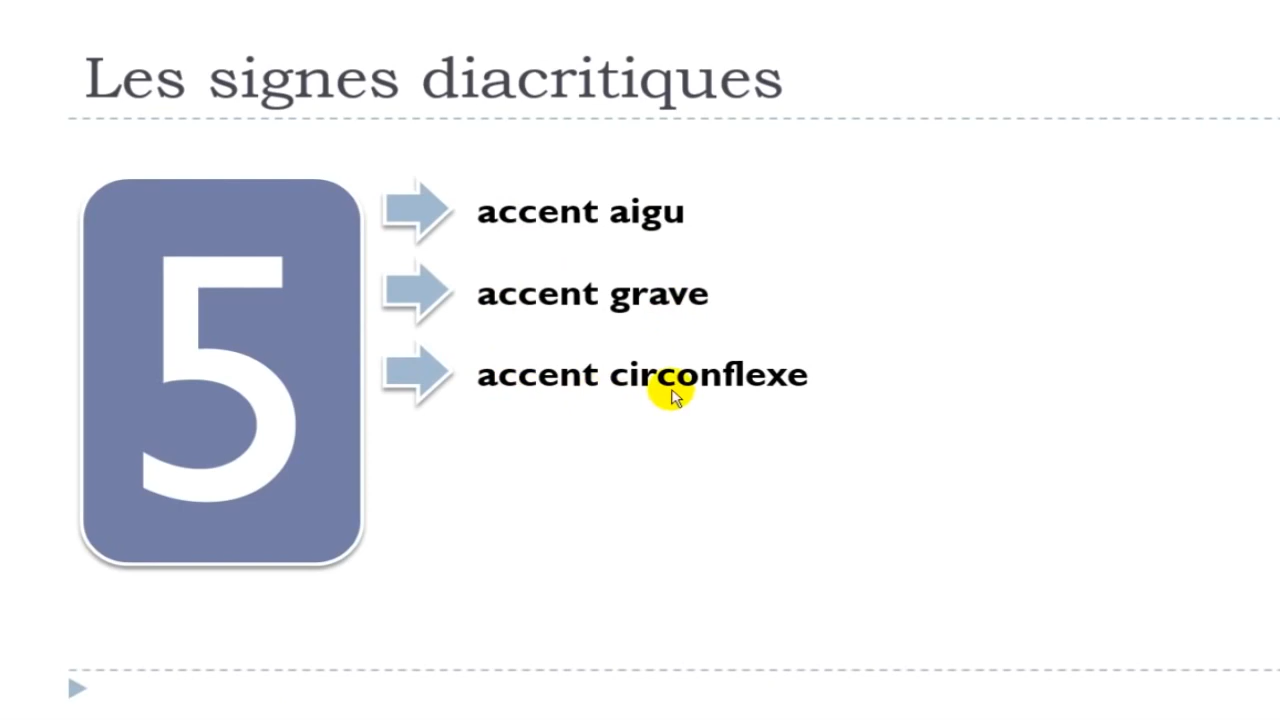 Les signes diacritiques
5
accent aigu
accent grave
accent circonflexe